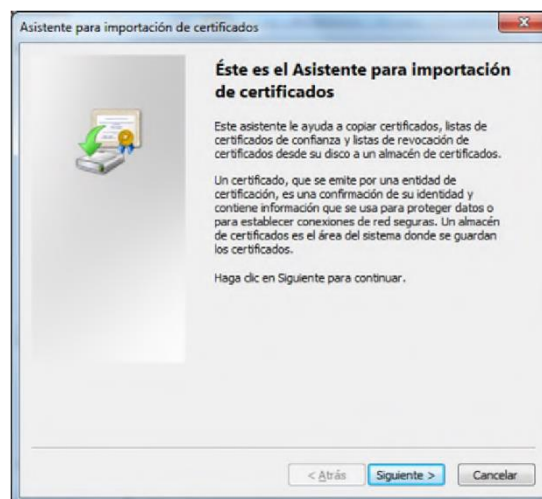 Asistente para importación de certificados
Éste es el Asistente para importación
de certificados
Este asistente le ayuda a copiar certificados, listas de
certificados de confianza y listas de revocación de
certificados desde su disco a un almacén de certificados.
Un certificado, que se emite por una entidad de
certificación, es una confirmación de su identidad y
contiene información que se usa para proteger datos o
para establecer conexiones de red seguras. Un almacén
de certificados es el área del sistema donde se guardan
los certificados.
Haga clic en Siguiente para continuar.
< Atrás Siguiente > Cancelar